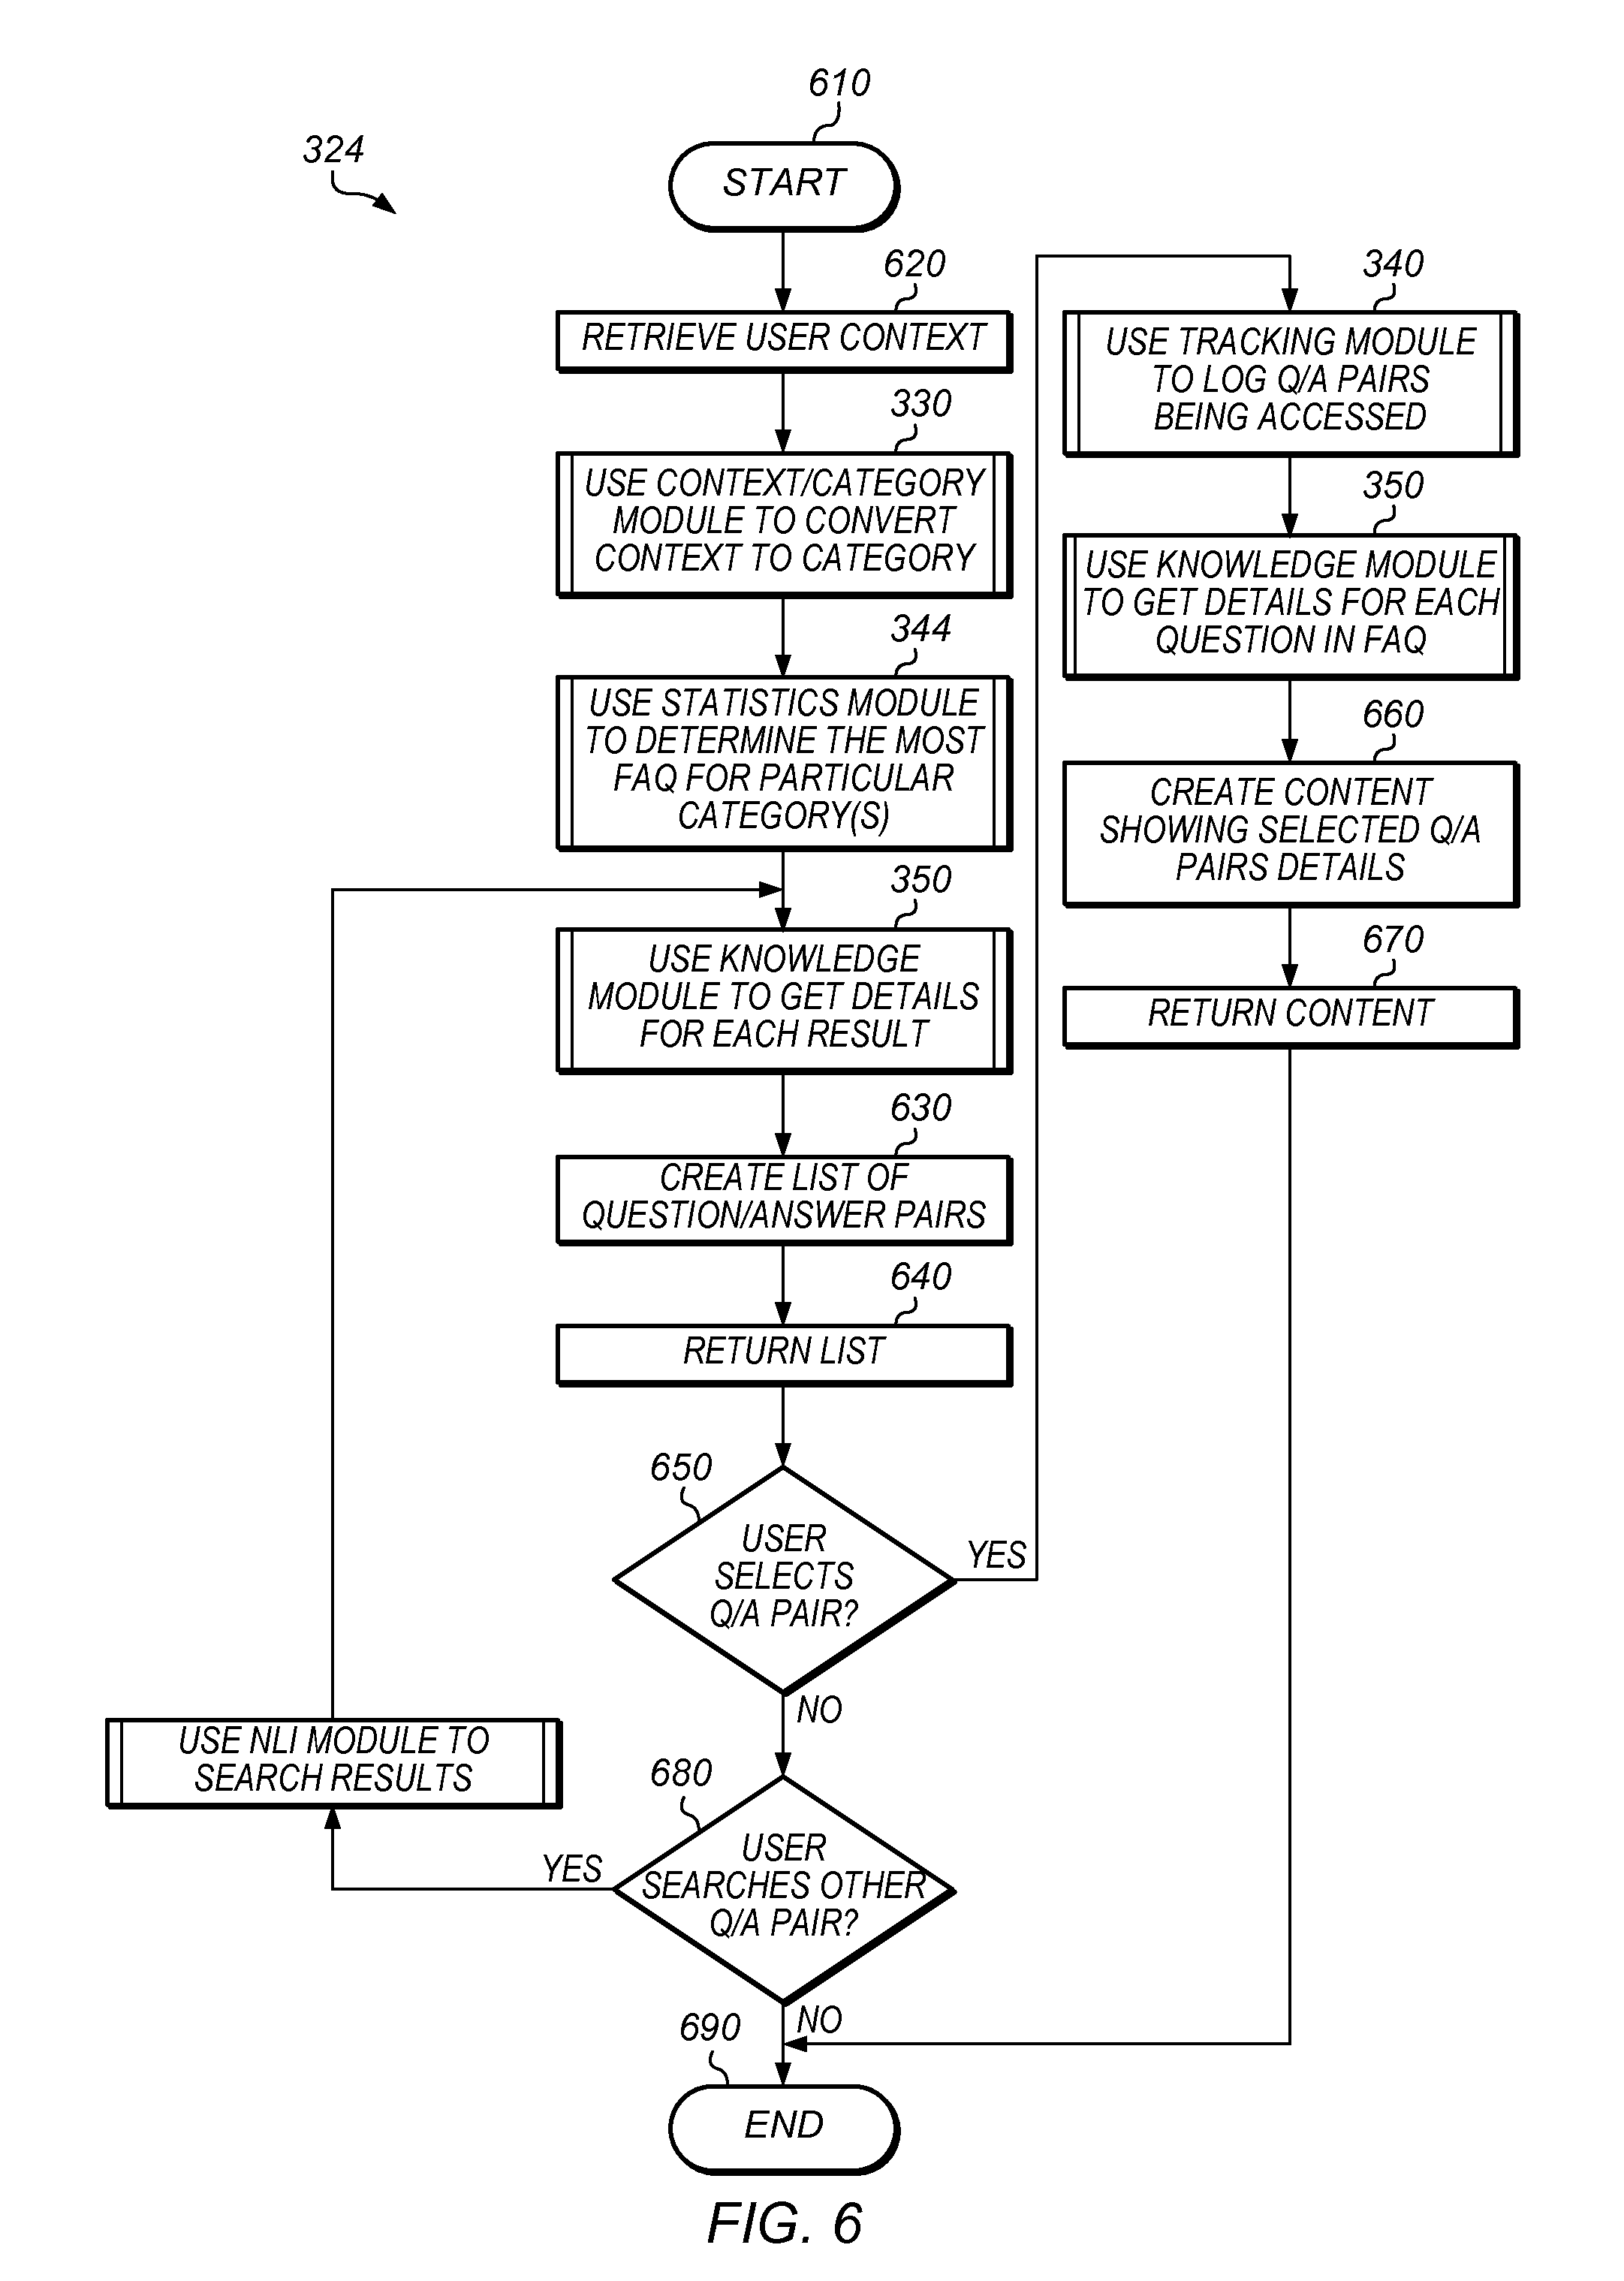 610
324
START
620
RETRIEVE USER CONTEXT
330
USE CONTEXT/CATEGORY
MODULE TO CONVERT
CONTEXT TO CATEGORY
344
USE STATISTICS MODULE
TO DETERMINE THE MOST
FAQ FOR PARTICULAR
CATEGORY(S)
350
USE KNOWLEDGE
MODULE TO GET DETAILS
FOR EACH RESULT
630
CREATE LIST OF
QUESTION/ANSWER PAIRS
640
RETURN LIST
650
USER
SELECTS
Q/A PAIR?
YES
NO
340
USE TRACKING MODULE
TO LOG Q/A PAIRS
BEING ACCESSED
350
USE KNOWLEDGE MODULE
TO GET DETAILS FOR EACH
QUESTION IN FAQ
660
CREATE CONTENT
SHOWING SELECTED Q/A
PAIRS DETAILS
670
RETURN CONTENT
680
USER
SEARCHES OTHER
Q/A PAIR?
YES
USE NLI MODULE TO
SEARCH RESULTS
NO
690
END
FIG. 6